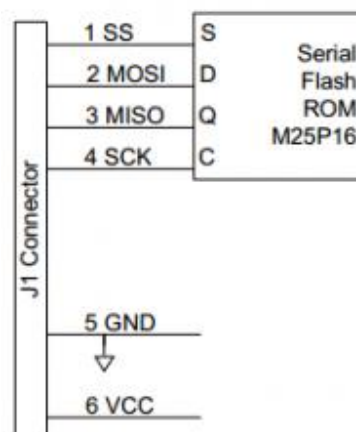 1 SS
S
2 MOSI
D
3 MISO
Q
4 SCK
C
Serial
Flash
ROM
M25P16
J1 Connector
5 GND
6 VCC